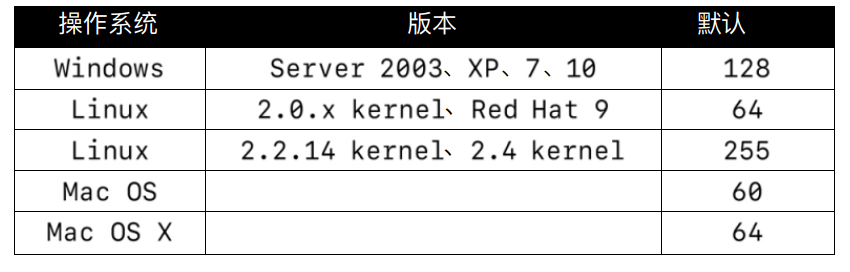 操作系统 版本 默认
Windows Server 2003、XP、7、10 128
Linux 2.0.x kernel、Red Hat 9 64
Linux 2.2.14 kernel、2.4 kernel 255
Mac OS 60
Mac OS X 64